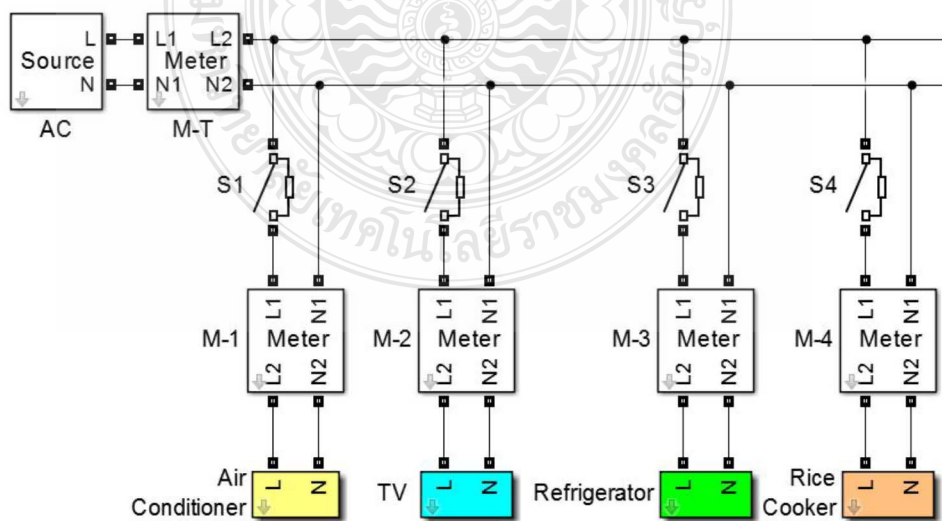 L L1 L2
Source Meter
N N1 N2
AC M-T
S1 S2 S3 S4
L1 N1 L1 N1 L1 N1 L1 N1
M-1 Meter M-2 Meter M-3 Meter M-4 Meter
L2 N2 L2 N2 L2 N2 L2 N2
Air Conditioner L N
TV L N
Refrigerator L N
Rice Cooker L N